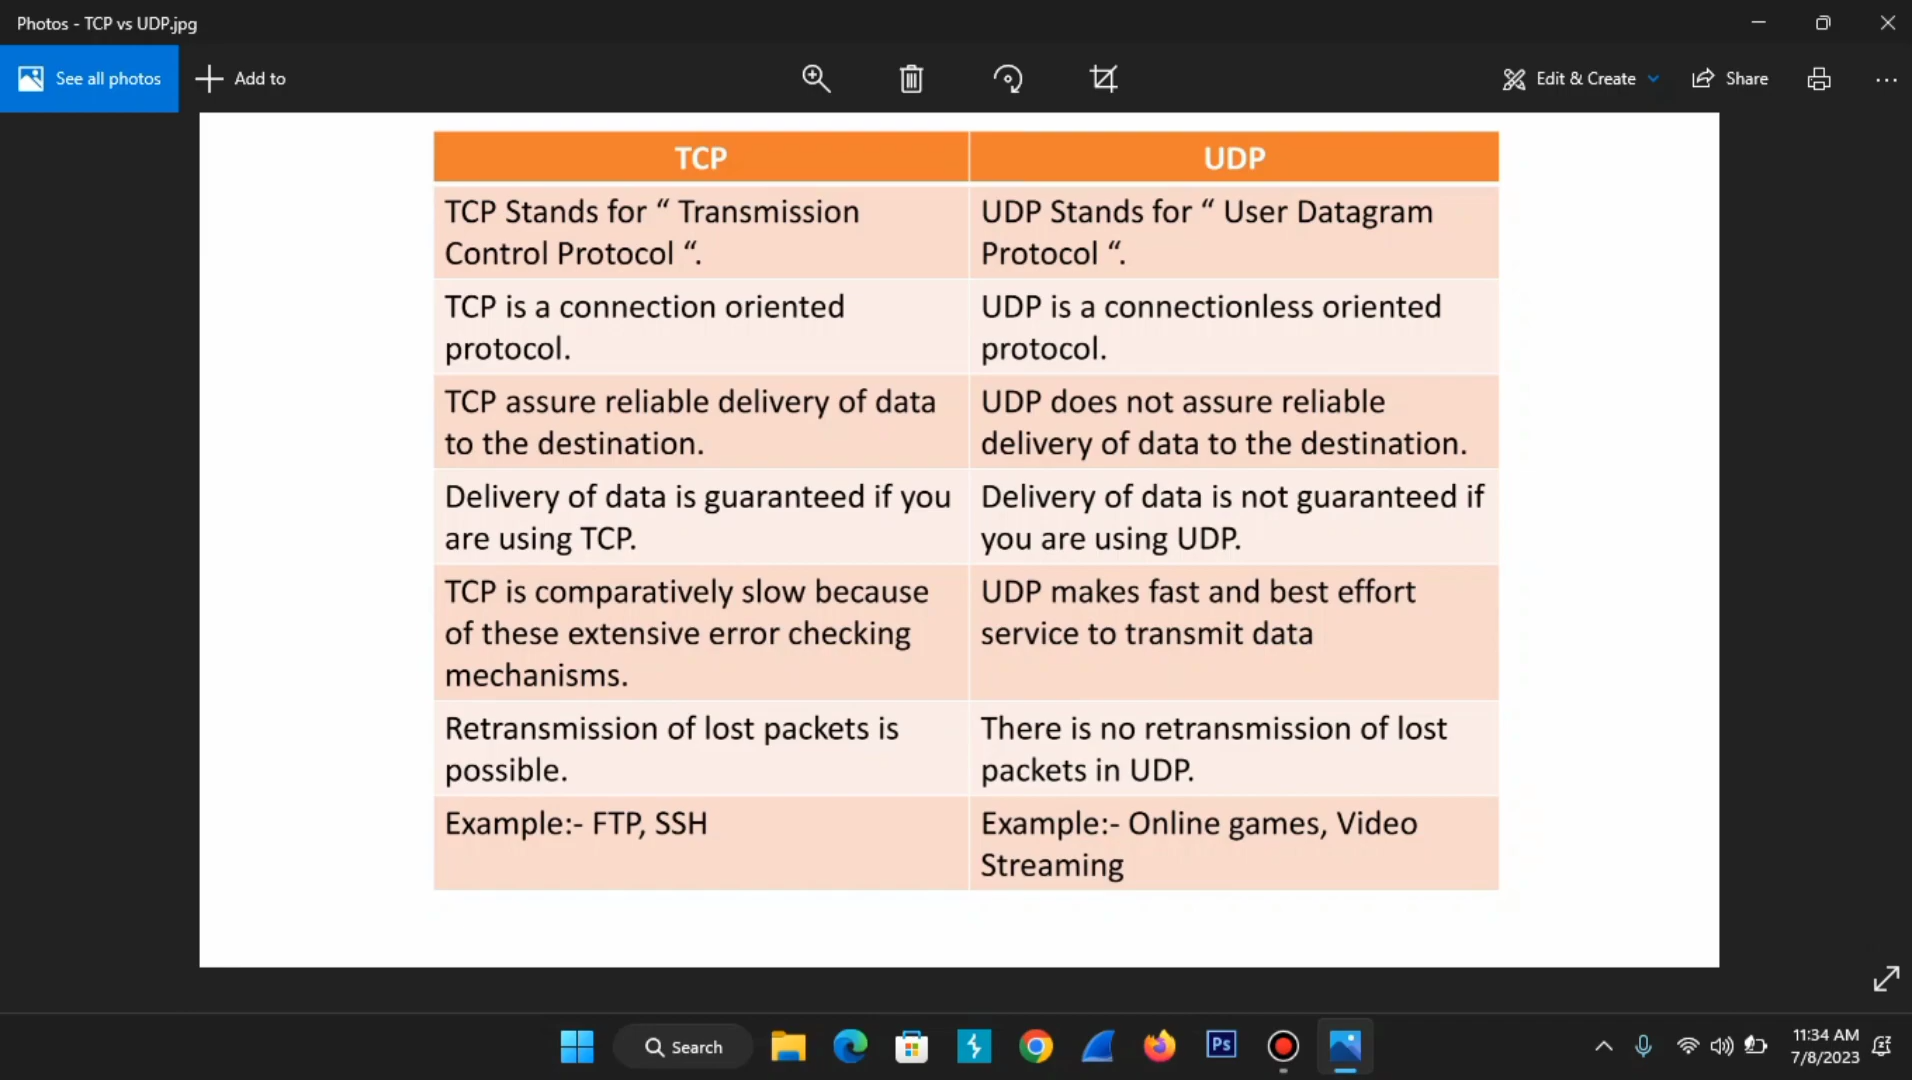 Photos - TCP vs UDP.jpg
See all photos
Add to
Edit & Create
Share
TCP
UDP
TCP Stands for “ Transmission
Control Protocol “.
UDP Stands for “ User Datagram
Protocol “.
TCP is a connection oriented
protocol.
UDP is a connectionless oriented
protocol.
TCP assure reliable delivery of data
to the destination.
UDP does not assure reliable
delivery of data to the destination.
Delivery of data is guaranteed if you
are using TCP.
Delivery of data is not guaranteed if
you are using UDP.
TCP is comparatively slow because
of these extensive error checking
mechanisms.
UDP makes fast and best effort
service to transmit data
Retransmission of lost packets is
possible.
There is no retransmission of lost
packets in UDP.
Example:- FTP, SSH
Example:- Online games, Video
Streaming
Search
Ps
11:34 AM
7/8/2023